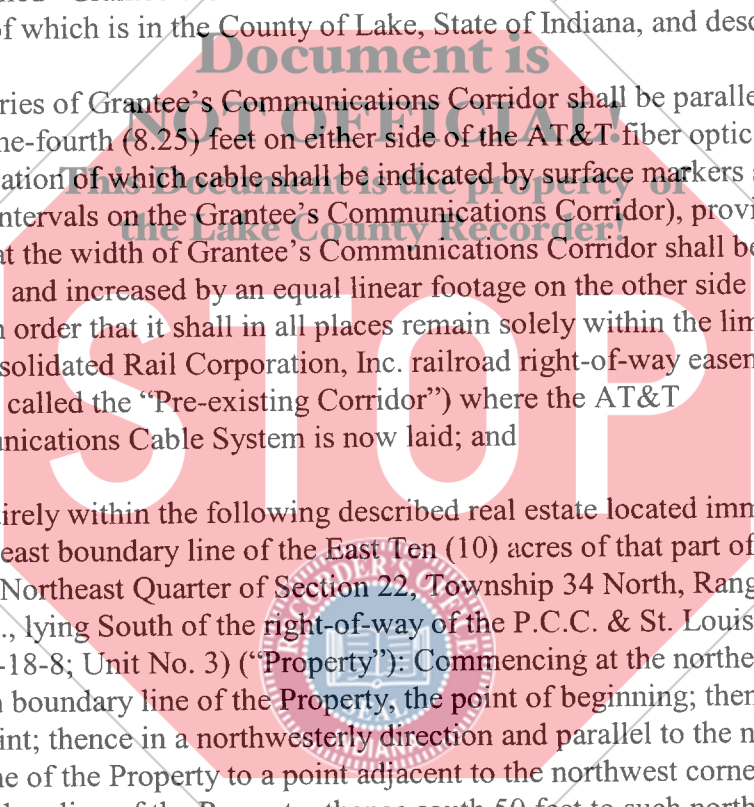 of which is in the County of Lake, State of Indiana, and desc
Document is
ries of Grantee's Communications Corridor shall be paralle
NOT OFFICIAL!
ne-fourth (8.25) feet on either side of the AT&T fiber optic
ation of which cable shall be indicated by surface markers
This Document is the property of
ntervals on the Grantee's Communications Corridor), provi
the Lake County Recorder!
at the width of Grantee's Communications Corridor shall be
and increased by an equal linear footage on the other side
n order that it shall in all places remain solely within the lim
solidated Rail Corporation, Inc. railroad right-of-way easen
called the “Pre-existing Corridor”) where the AT&T
unications Cable System is now laid; and
STOP
irely within the following described real estate located imm
east boundary line of the East Ten (10) acres of that part of
Northeast Quarter of Section 22, Township 34 North, Rang
., lying South of the right-of-way of the P.C.C. & St. Louis
-18-8; Unit No. 3) (“Property”): Commencing at the northe
n boundary line of the Property, the point of beginning; then
int; thence in a northwesterly direction and parallel to the n
ne of the Property to a point adjacent to the northwest corne